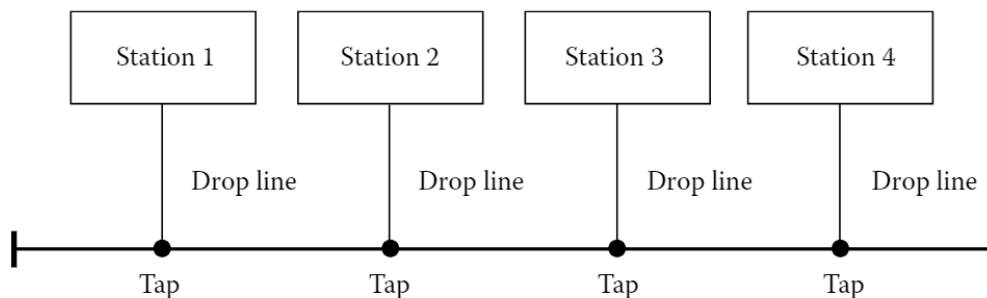 Station 1
Station 2
Station 3
Station 4
Drop line
Drop line
Drop line
Drop line
Tap
Tap
Tap
Tap